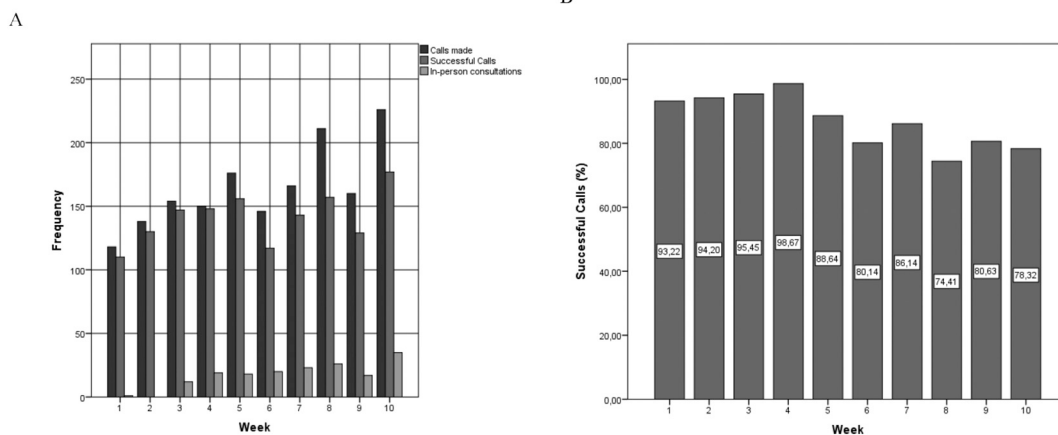 A
B
Calls made
Successful Calls
In-person consultations
250
200
150
100
50
0
Frequency
1 2 3 4 5 6 7 8 9 10
Week
100,00
80,00
60,00
40,00
20,00
0,00
Successful Calls (%)
93,22 94,20 95,45 98,67 88,64 80,14 86,14 74,41 80,63 78,32
1 2 3 4 5 6 7 8 9 10
Week